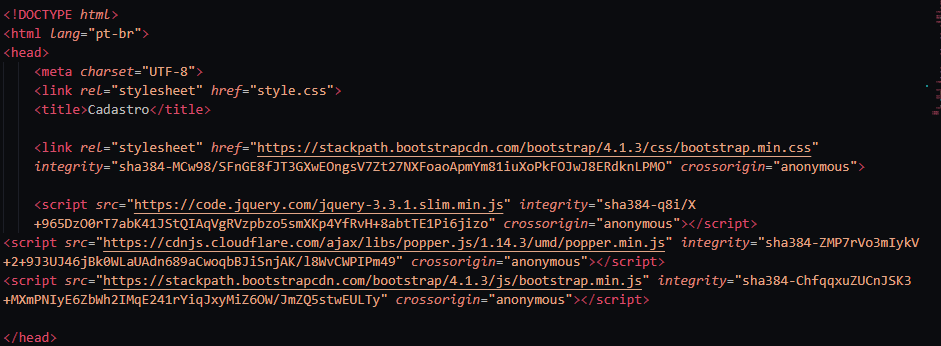 <!DOCTYPE html>
<html lang="pt-br">
<head>
<meta charset="UTF-8">
<link rel="stylesheet" href="style.css">
<title>Cadastro</title>
<link rel="stylesheet" href="https://stackpath.bootstrapcdn.com/bootstrap/4.1.3/css/bootstrap.min.css"
integrity="sha384-MCw98/SFnGE8fJT3GXwEOngsV7Zt27NXFoaoApmYm81iuXoPkFOJwJ8ERdknLPMO" crossorigin="anonymous">
<script src="https://code.jquery.com/jquery-3.3.1.slim.min.js" integrity="sha384-q8i/X
+965DzO0rT7abK41JStQIAqVgRVzpbzo5smXKp4YfRvH+8abtTE1Pi6jizo" crossorigin="anonymous"></script>
<script src="https://cdnjs.cloudflare.com/ajax/libs/popper.js/1.14.3/umd/popper.min.js" integrity="sha384-ZMP7rVo3mIykV
+2+9J3UJ46jBk0WLaUAdn689aCwoqbBJiSnjAK/l8WvCWPIPm49" crossorigin="anonymous"></script>
<script src="https://stackpath.bootstrapcdn.com/bootstrap/4.1.3/js/bootstrap.min.js" integrity="sha384-ChfqqxuZUCnJSK3
+MXmPNIyE6ZbWh2IMqE241rYiqJxyMiZ6OW/JmZQ5stwEULTy" crossorigin="anonymous"></script>
</head>